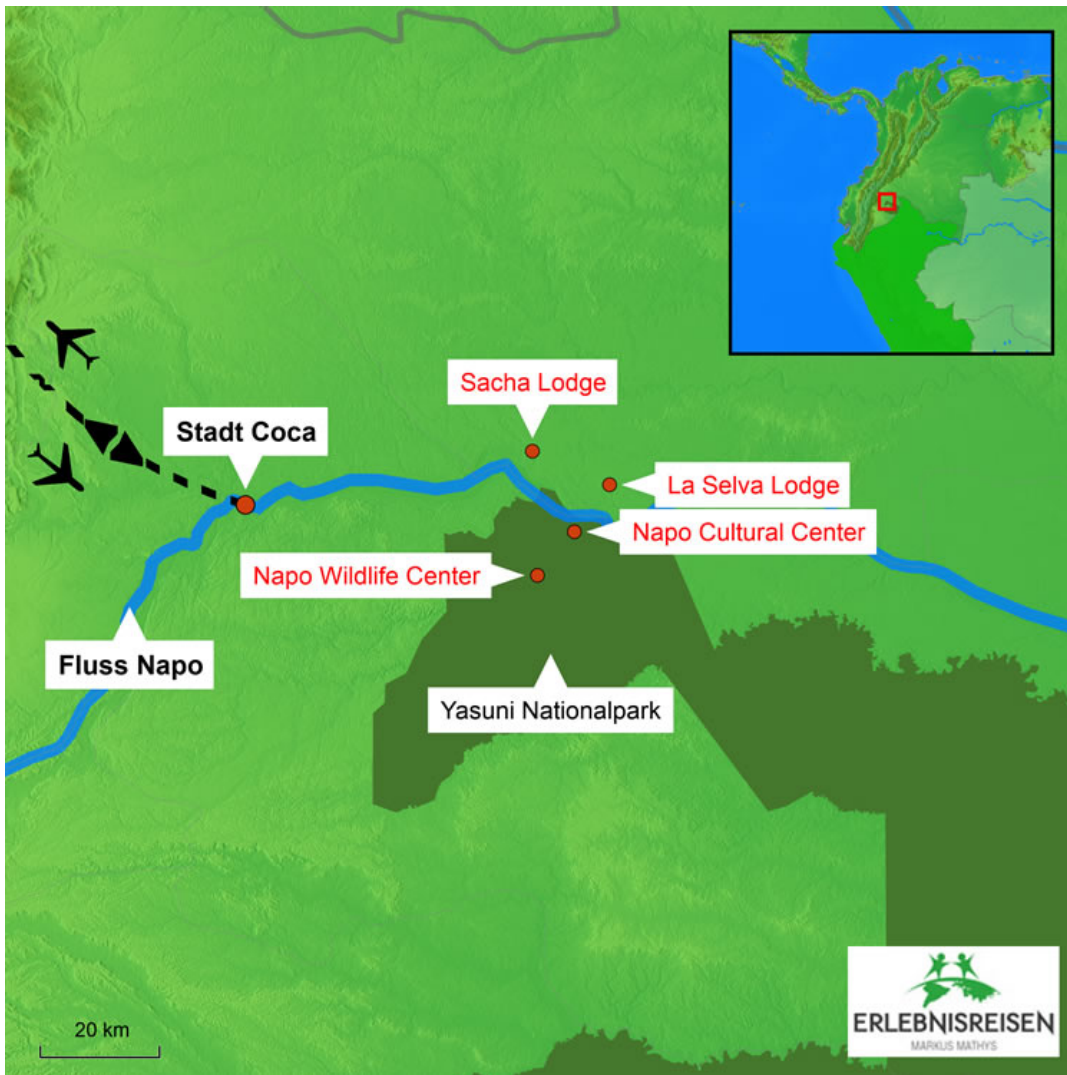 Sacha Lodge
Stadt Coca
La Selva Lodge
Napo Cultural Center
Napo Wildlife Center
Fluss Napo
Yasuni Nationalpark
20 km
ERLEBNISREISEN
MARKUS MATHYS